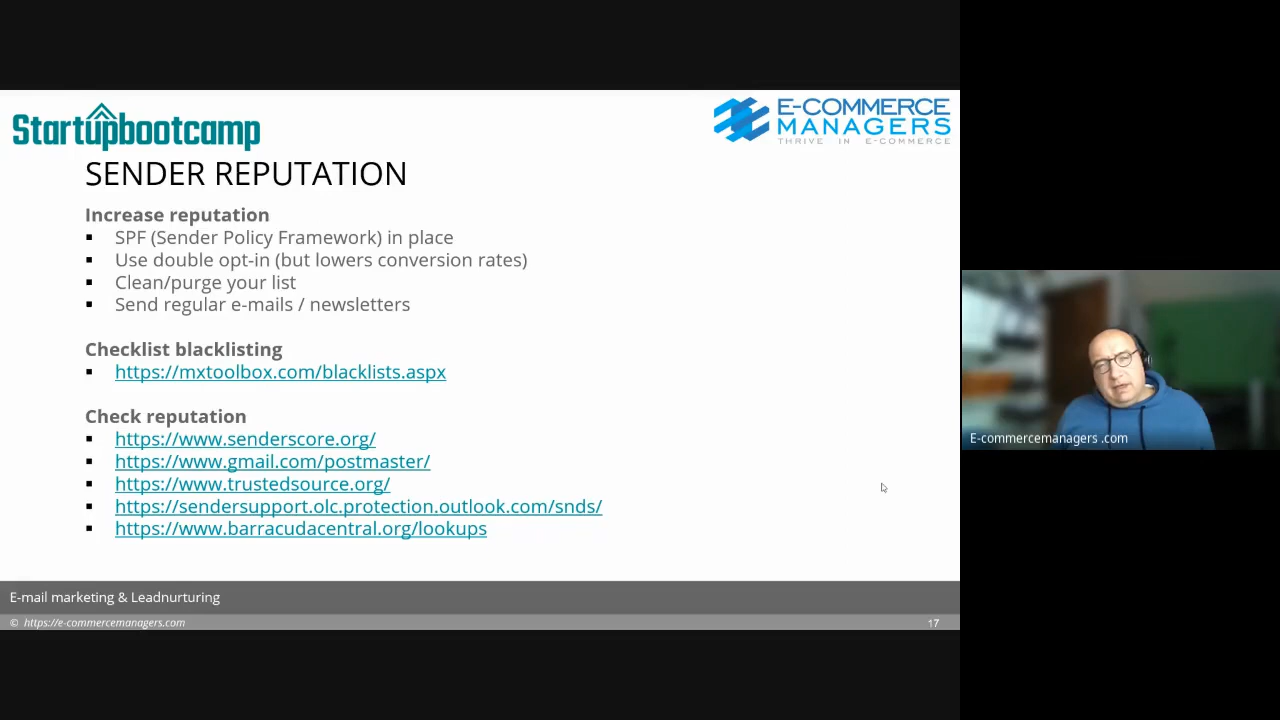 Startupbootcamp
E-COMMERCE
MANAGERS
THRIVE IN E-COMMERCE
SENDER REPUTATION
Increase reputation
▪ SPF (Sender Policy Framework) in place
▪ Use double opt-in (but lowers conversion rates)
▪ Clean/purge your list
▪ Send regular e-mails / newsletters
Checklist blacklisting
▪ https://mxtoolbox.com/blacklists.aspx
Check reputation
▪ https://www.senderscore.org/
▪ https://www.gmail.com/postmaster/
▪ https://www.trustedsource.org/
▪ https://sendersupport.olc.protection.outlook.com/snds/
▪ https://www.barracudacentral.org/lookups
E-commercemanagers .com
E-mail marketing & Leadnurturing
© https://e-commercemanagers.com
17